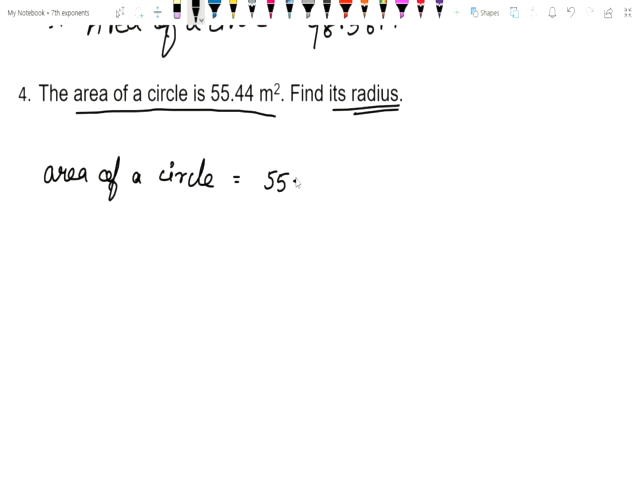 My Notebook » 7th exponents
Shapes
4. The area of a circle is 55.44 m². Find its radius.
area of a circle = 55.